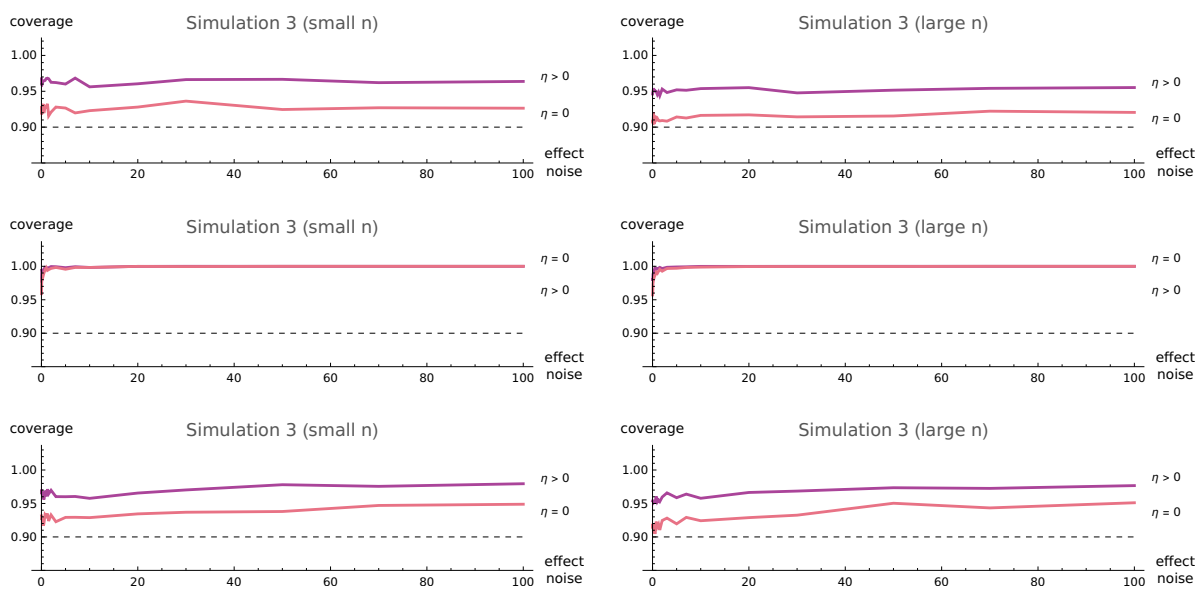 coverage
Simulation 3 (small n)
1.00
0.95
0.90
η > 0
η = 0
effect
noise
0 20 40 60 80 100
coverage
Simulation 3 (large n)
1.00
0.95
0.90
η > 0
η = 0
effect
noise
0 20 40 60 80 100
coverage
Simulation 3 (small n)
1.00
0.95
0.90
η = 0
η > 0
effect
noise
0 20 40 60 80 100
coverage
Simulation 3 (large n)
1.00
0.95
0.90
η = 0
η > 0
effect
noise
0 20 40 60 80 100
coverage
Simulation 3 (small n)
1.00
0.95
0.90
η > 0
η = 0
effect
noise
0 20 40 60 80 100
coverage
Simulation 3 (large n)
1.00
0.95
0.90
η > 0
η = 0
effect
noise
0 20 40 60 80 100